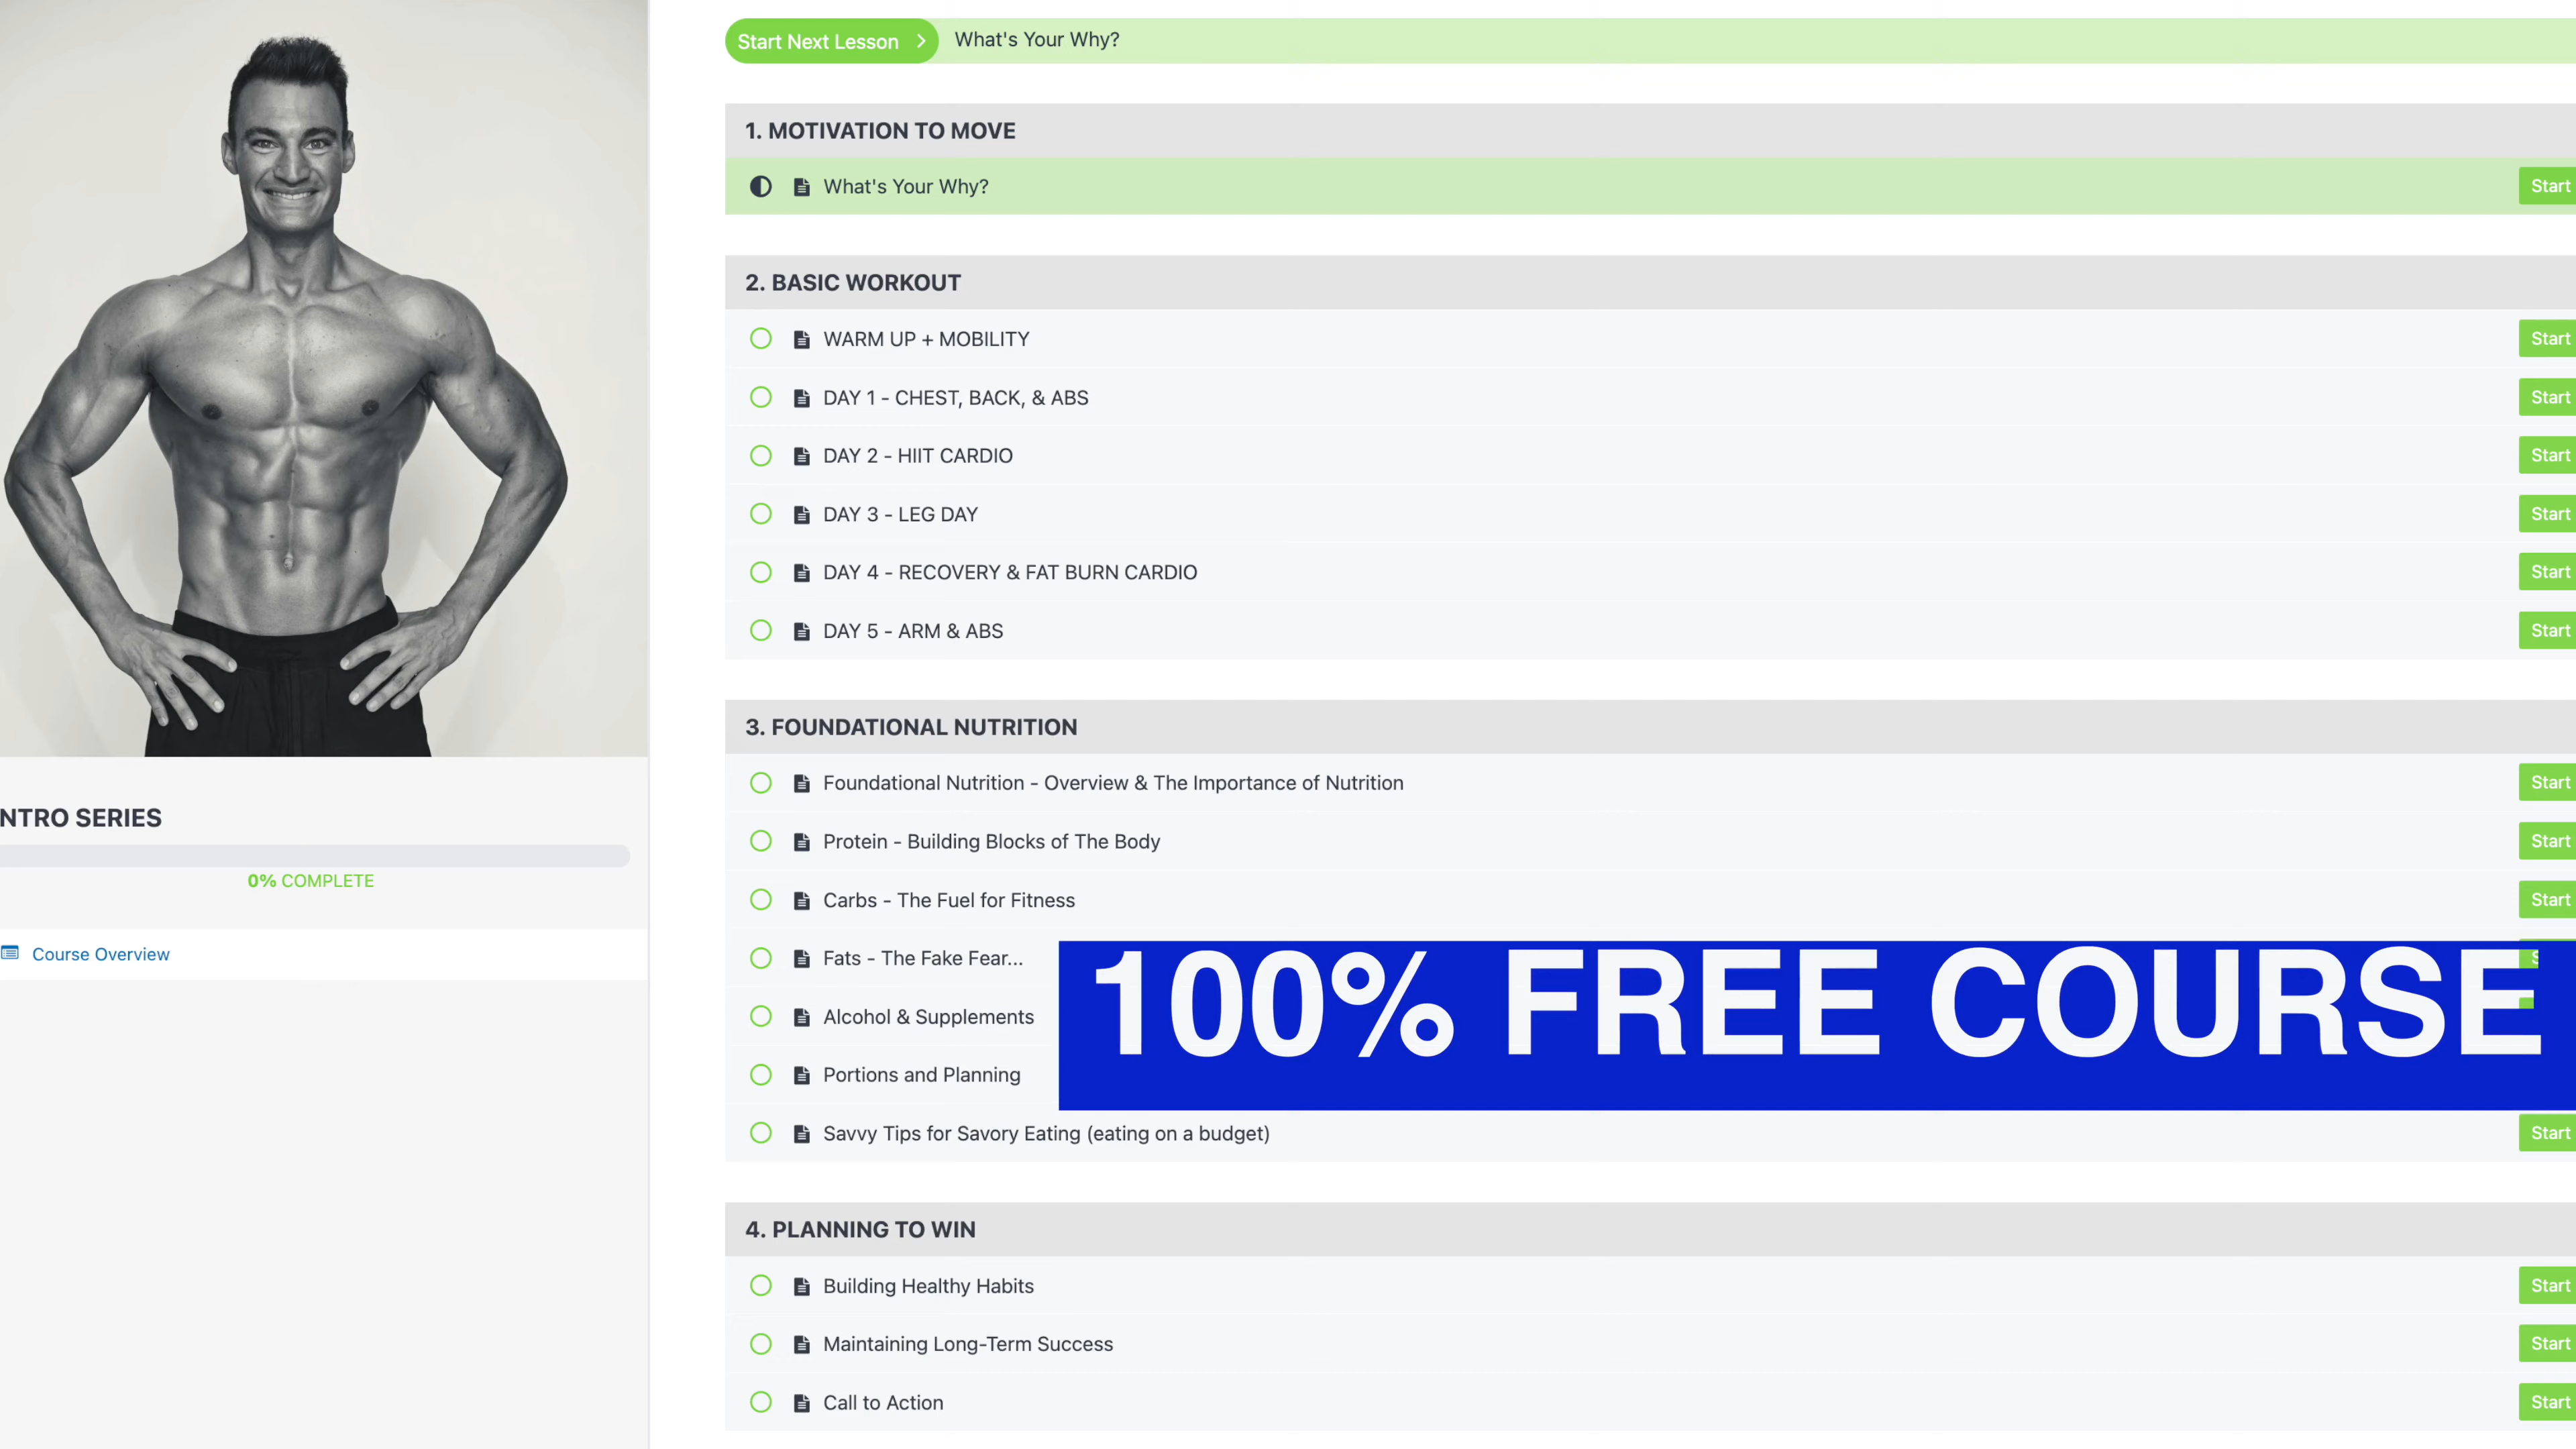 Start Next Lesson
What's Your Why?
1. MOTIVATION TO MOVE
What's Your Why?
Start
2. BASIC WORKOUT
WARM UP + MOBILITY
Start
DAY 1 - CHEST, BACK, & ABS
Start
DAY 2 - HIIT CARDIO
Start
DAY 3 - LEG DAY
Start
DAY 4 - RECOVERY & FAT BURN CARDIO
Start
DAY 5 - ARM & ABS
Start
3. FOUNDATIONAL NUTRITION
Foundational Nutrition - Overview & The Importance of Nutrition
Start
Protein - Building Blocks of The Body
Start
Carbs - The Fuel for Fitness
Start
Fats - The Fake Fear...
Alcohol & Supplements
Portions and Planning
Savvy Tips for Savory Eating (eating on a budget)
Start
4. PLANNING TO WIN
Building Healthy Habits
Start
Maintaining Long-Term Success
Start
Call to Action
Start
NTRO SERIES
0% COMPLETE
Course Overview
100% FREE COURSE